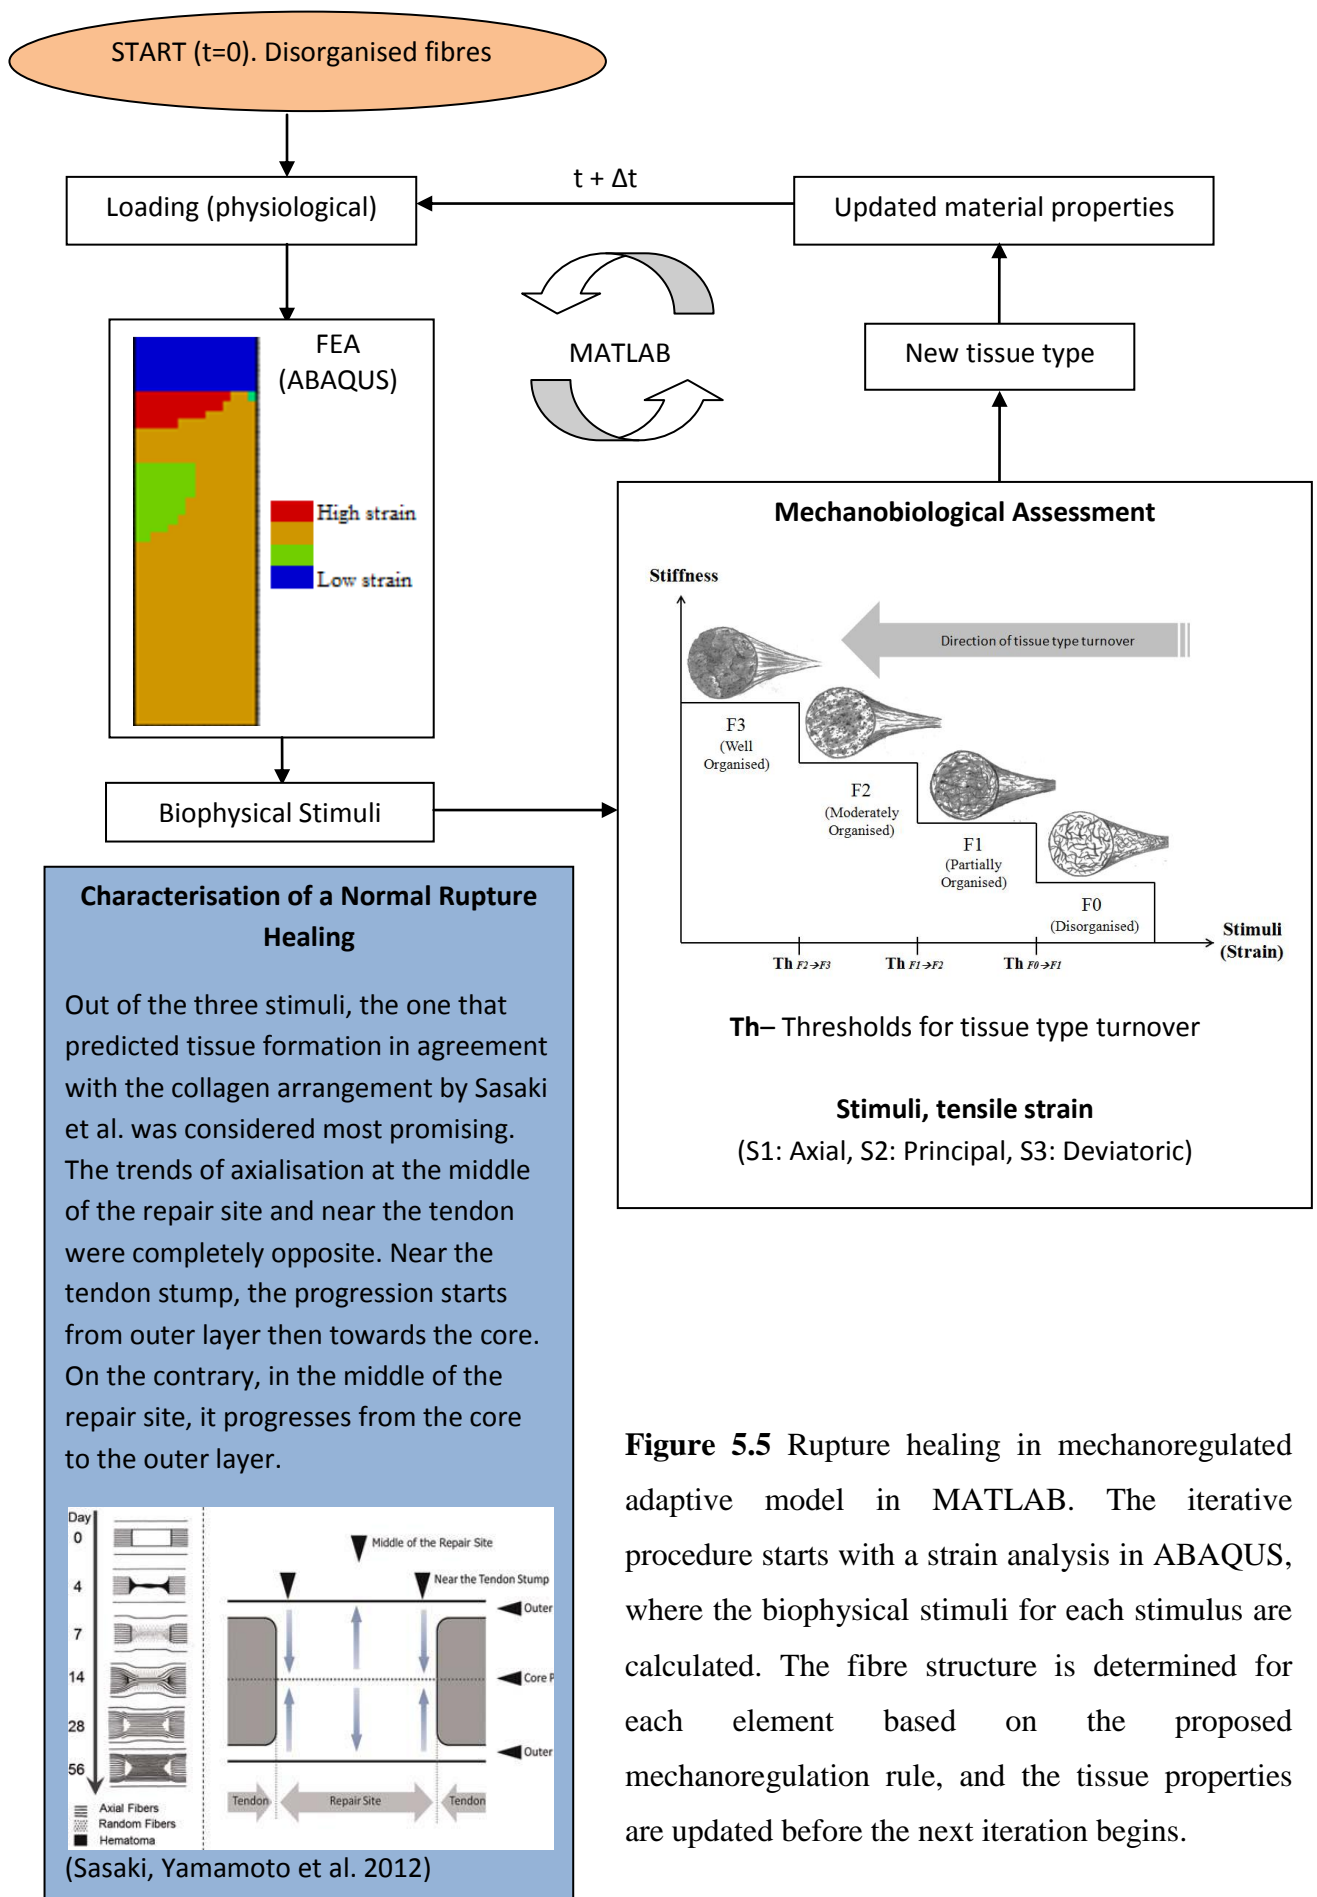 START (t=0). Disorganised fibres
Loading (physiological)
t + Δt
Updated material properties
FEA
(ABAQUS)
High strain
Low strain
MATLAB
New tissue type
Biophysical Stimuli
Mechanobiological Assessment
Stiffness
Direction of tissue type turnover
F3
(Well
Organised)
F2
(Moderately
Organised)
F1
(Partially
Organised)
F0
(Disorganised)
Stimuli
(Strain)
Th F2→F3
Th F1→F2
Th F0→F1
Th– Thresholds for tissue type turnover
Stimuli, tensile strain
(S1: Axial, S2: Principal, S3: Deviatoric)
Characterisation of a Normal Rupture
Healing
Out of the three stimuli, the one that
predicted tissue formation in agreement
with the collagen arrangement by Sasaki
et al. was considered most promising.
The trends of axialisation at the middle
of the repair site and near the tendon
were completely opposite. Near the
tendon stump, the progression starts
from outer layer then towards the core.
On the contrary, in the middle of the
repair site, it progresses from the core
to the outer layer.
Day
0
4
7
14
28
56
Axial Fibers
Random Fibers
Hematoma
Middle of the Repair Site
Near the Tendon Stump
Outer
Core P
Outer
Tendon
Repair Site
Tendon
(Sasaki, Yamamoto et al. 2012)
Figure 5.5 Rupture healing in mechanoregulated
adaptive model in MATLAB. The iterative
procedure starts with a strain analysis in ABAQUS,
where the biophysical stimuli for each stimulus are
calculated. The fibre structure is determined for
each element based on the proposed
mechanoregulation rule, and the tissue properties
are updated before the next iteration begins.